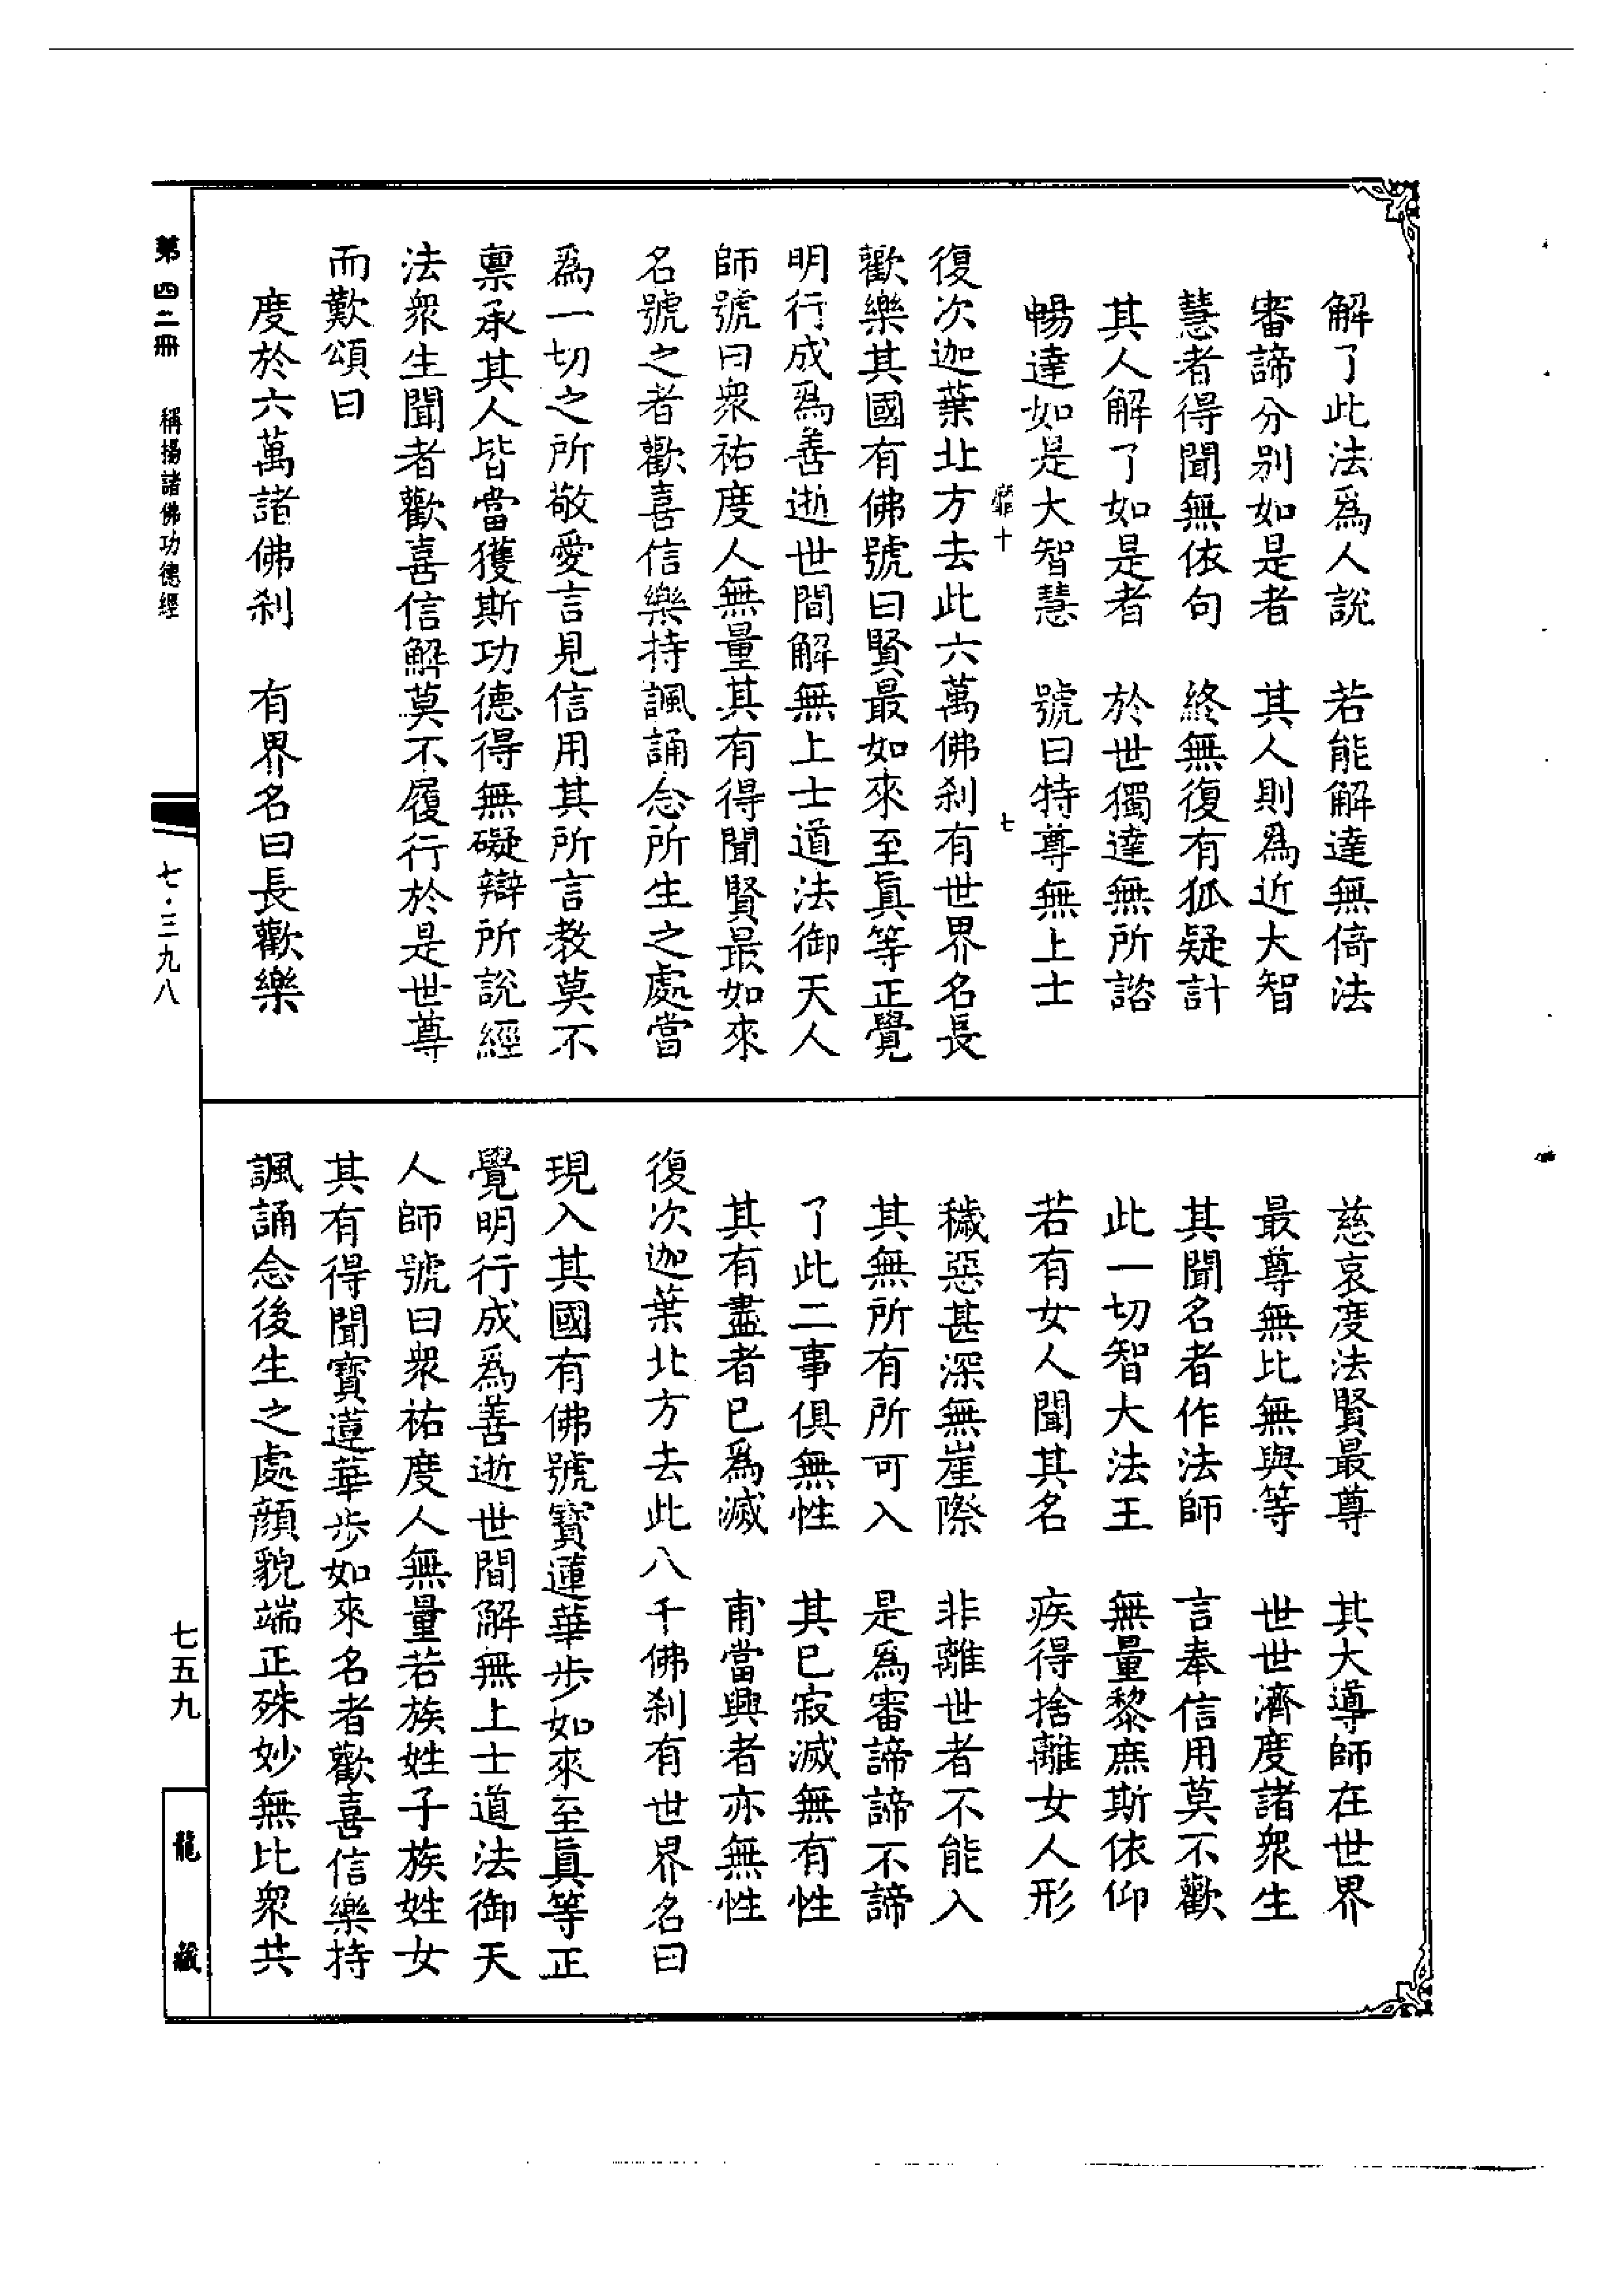 解了此法爲人說　若能解達無倚法
審諦分别如是者　其人則爲近大智
慧者得聞無依句　終無復有狐疑計
其人解了如是者　於世獨達無所諮
暢達如是大智慧　號曰特尊無上士
十　七
復次迦葉北方去此六萬佛刹有世界名長
歡樂其國有佛號曰賢最如來至眞等正覺
明行成爲善逝世間解無上士道法御天人
師號曰衆祐度人無量其有得聞賢最如來
名號之者歡喜信樂持諷誦念所生之處當
爲一切之所敬愛言見信用其所言教莫不
稟承其人皆當獲斯功德得無礙辯所說經
法衆生聞者歡喜信解莫不履行於是世尊
而歎頌曰
度於六萬諸佛刹　有界名曰長歡樂
慈哀度法賢最尊　其大導師在世界
最尊無比無與等　世世濟度諸衆生
其聞名者作法師　言奉信用莫不歡
此一切智大法王　無量黎庶斯依仰
若有女人聞其名　疾得捨離女人形
穢惡甚深無崖際　非離世者不能入
其無所有所可入　是爲審諦諦不諦
了此二事俱無性　其已寂滅無有性
其有盡者已爲滅　甫當興者亦無性
復次迦葉北方去此八千佛刹有世界名曰
現入其國有佛號寶蓮華步如來至眞等正
覺明行成爲善逝世間解無上士道法御天
人師號曰衆祐度人無量若族姓子族姓女
其有得聞寶蓮華步如來名者歡喜信樂持
諷誦念後生之處顔貌端正殊妙無比衆共
第四二冊　稱揚諸佛功德經　七·三九八
七五九
龍藏